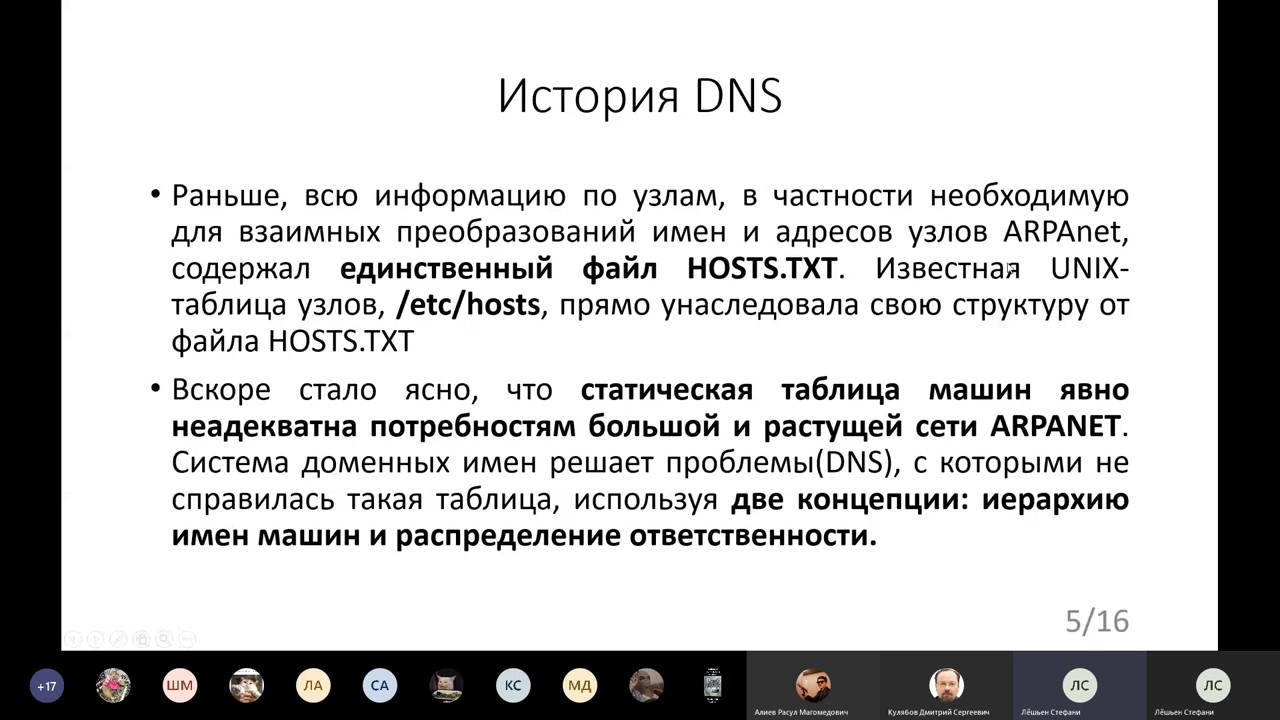 История DNS
• Раньше, всю информацию по узлам, в частности необходимую
для взаимных преобразований имен и адресов узлов ARPAnet,
содержал единственный файл HOSTS.TXT. Известная UNIX-
таблица узлов, /etc/hosts, прямо унаследовала свою структуру от
файла HOSTS.TXT
• Вскоре стало ясно, что статическая таблица машин явно
неадекватна потребностям большой и растущей сети ARPANET.
Система доменных имен решает проблемы(DNS), с которыми не
справилась такая таблица, используя две концепции: иерархию
имен машин и распределение ответственности.
5/16
+17
ШМ
ЛА
СА
КС
МД
ЛС
ЛС
Алиев Расул Магомедович
Кулябов Дмитрий Сергеевич
Лёшьен Стефани
Лёшьен Стефани